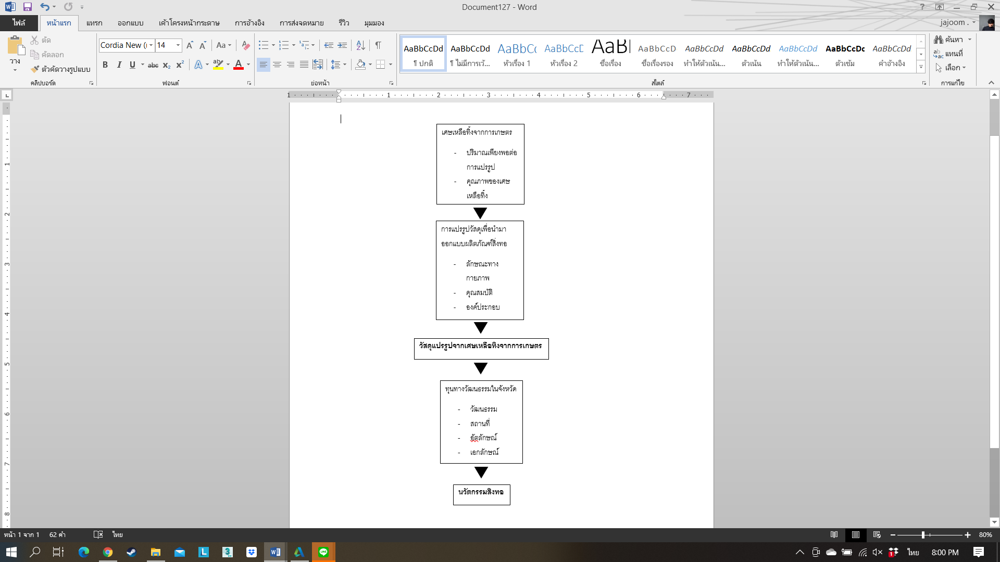 Document127 - Word
ไฟล์ หน้าแรก แทรก ออกแบบ เค้าโครงหน้ากระดาษ การอ้างอิง การส่งจดหมาย รีวิว มุมมอง jajoom .
วาง
ตัด
คัดลอก
ตัวคัดวางรูปแบบ
คลิปบอร์ด
Cordia New ( 14
ฟอนต์
ย่อหน้า
AaBbCcDd AaBbCcDd AaBbCc AaBbCcD AaB AaBbCcD AaBbCcDd AaBbCcDd AaBbCcDd AaBbCcDc AaBbCcDd
¶ ปกติ ¶ ไม่มีการเว้... หัวเรื่อง 1 หัวเรื่อง 2 ชื่อเรื่อง ชื่อเรื่องรอง ทำให้ตัวเน้น... ตัวเน้น ทำให้ตัวเน้น... ตัวเข้ม คำอ้างอิง
สไตล์
ค้นหา
แทนที่
เลือก
การแก้ไข
1 1 2 3 4 5 6 7
1 2 3 4 5 6 7 8
เศษเหลือทิ้งจากการเกษตร
- ปริมาณเพียงพอต่อ
การแปรรูป
- คุณภาพของเศษ
เหลือทิ้ง
การแปรรูปวัสดุเพื่อนำมา
ออกแบบผลิตภัณฑ์สิ่งทอ
- ลักษณะทาง
กายภาพ
- คุณสมบัติ
- องค์ประกอบ
วัสดุแปรรูปจากเศษเหลือทิ้งจากการเกษตร
ทุนทางวัฒนธรรมในจังหวัด
- วัฒนธรรม
- สถานที่
- อัตลักษณ์
- เอกลักษณ์
นวัตกรรมสิ่งทอ
หน้า 1 จาก 1 62 คำ ไทย 80%
ไทย 8:00 PM